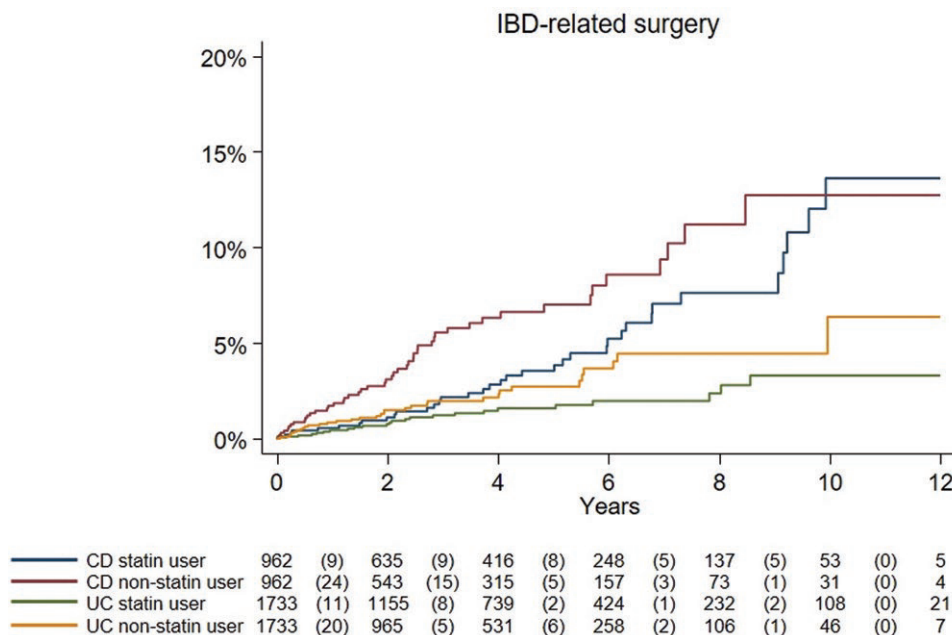 IBD-related surgery
20%
15%
10%
5%
0%
0 2 4 6 8 10 12
Years
CD statin user 962 (9) 635 (9) 416 (8) 248 (5) 137 (5) 53 (0) 5
CD non-statin user 962 (24) 543 (15) 315 (5) 157 (3) 73 (1) 31 (0) 4
UC statin user 1733 (11) 1155 (8) 739 (2) 424 (1) 232 (2) 108 (0) 21
UC non-statin user 1733 (20) 965 (5) 531 (6) 258 (2) 106 (1) 46 (0) 7